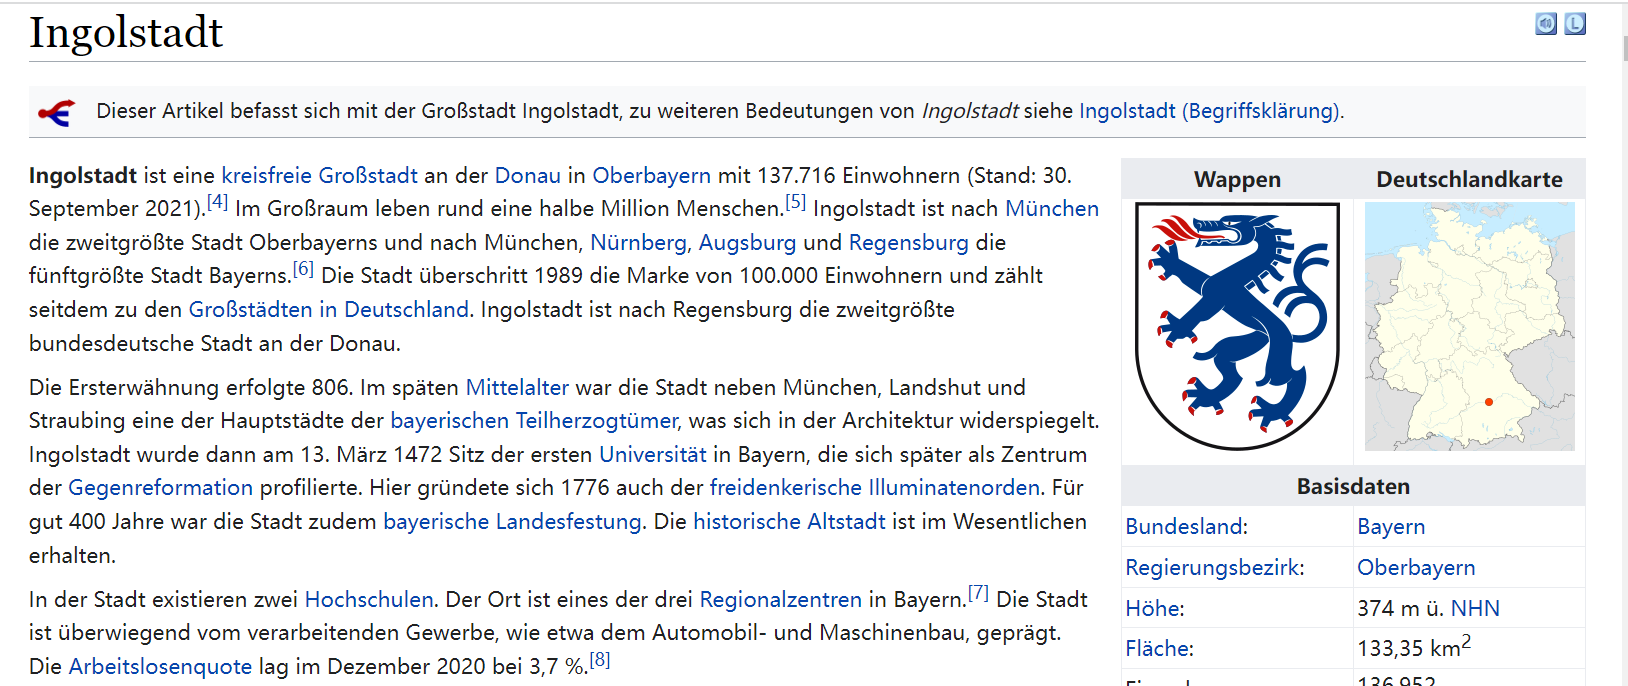 Ingolstadt
Dieser Artikel befasst sich mit der Großstadt Ingolstadt, zu weiteren Bedeutungen von Ingolstadt siehe Ingolstadt (Begriffsklärung).
Ingolstadt ist eine kreisfreie Großstadt an der Donau in Oberbayern mit 137.716 Einwohnern (Stand: 30.
September 2021).[4] Im Großraum leben rund eine halbe Million Menschen.[5] Ingolstadt ist nach München
die zweitgrößte Stadt Oberbayerns und nach München, Nürnberg, Augsburg und Regensburg die
fünftgrößte Stadt Bayerns.[6] Die Stadt überschritt 1989 die Marke von 100.000 Einwohnern und zählt
seitdem zu den Großstädten in Deutschland. Ingolstadt ist nach Regensburg die zweitgrößte
bundesdeutsche Stadt an der Donau.
Die Ersterwähnung erfolgte 806. Im späten Mittelalter war die Stadt neben München, Landshut und
Straubing eine der Hauptstädte der bayerischen Teilherzogtümer, was sich in der Architektur widerspiegelt.
Ingolstadt wurde dann am 13. März 1472 Sitz der ersten Universität in Bayern, die sich später als Zentrum
der Gegenreformation profilierte. Hier gründete sich 1776 auch der freidenkerische Illuminatenorden. Für
gut 400 Jahre war die Stadt zudem bayerische Landesfestung. Die historische Altstadt ist im Wesentlichen
erhalten.
In der Stadt existieren zwei Hochschulen. Der Ort ist eines der drei Regionalzentren in Bayern.[7] Die Stadt
ist überwiegend vom verarbeitenden Gewerbe, wie etwa dem Automobil- und Maschinenbau, geprägt.
Die Arbeitslosenquote lag im Dezember 2020 bei 3,7 %.[8]
Wappen Deutschlandkarte
Basisdaten
Bundesland: Bayern
Regierungsbezirk: Oberbayern
Höhe: 374 m ü. NHN
Fläche: 133,35 km2